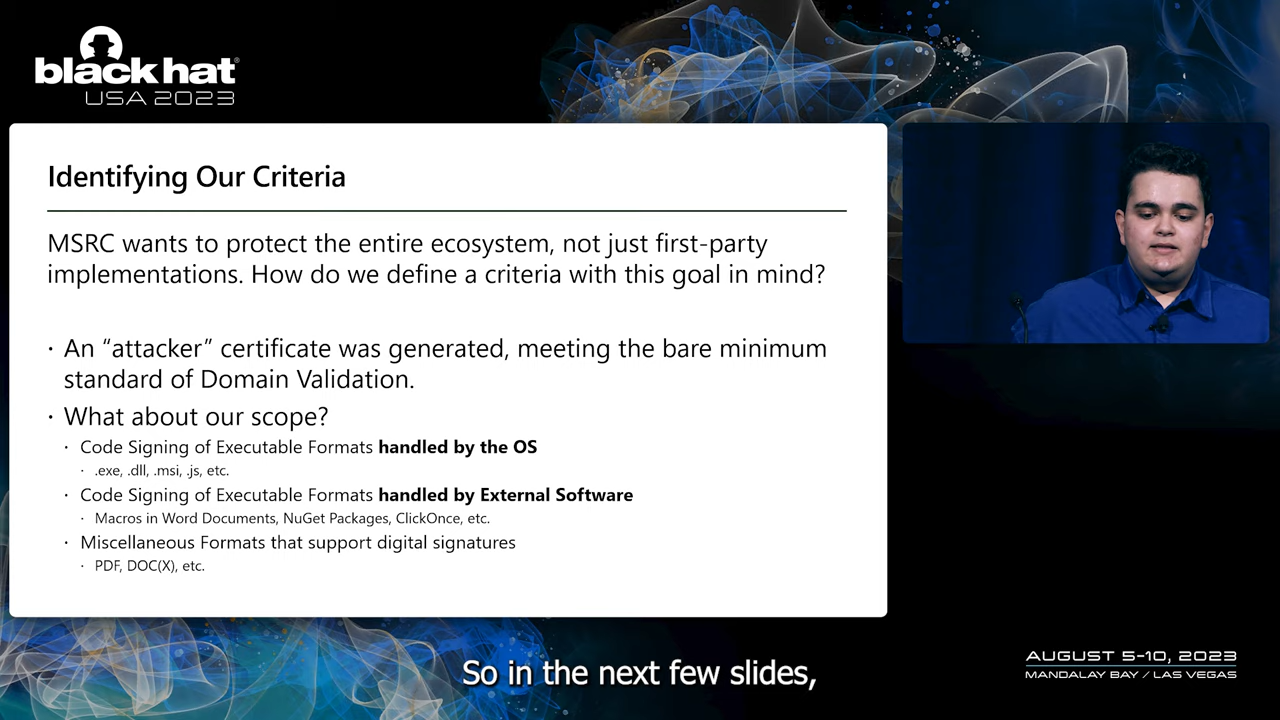 black hat®
USA 2023
Identifying Our Criteria
MSRC wants to protect the entire ecosystem, not just first-party
implementations. How do we define a criteria with this goal in mind?
· An “attacker” certificate was generated, meeting the bare minimum
standard of Domain Validation.
· What about our scope?
· Code Signing of Executable Formats handled by the OS
· .exe, .dll, .msi, .js, etc.
· Code Signing of Executable Formats handled by External Software
· Macros in Word Documents, NuGet Packages, ClickOnce, etc.
· Miscellaneous Formats that support digital signatures
· PDF, DOC(X), etc.
So in the next few slides,
AUGUST 5-10, 2023
MANDALAY BAY / LAS VEGAS